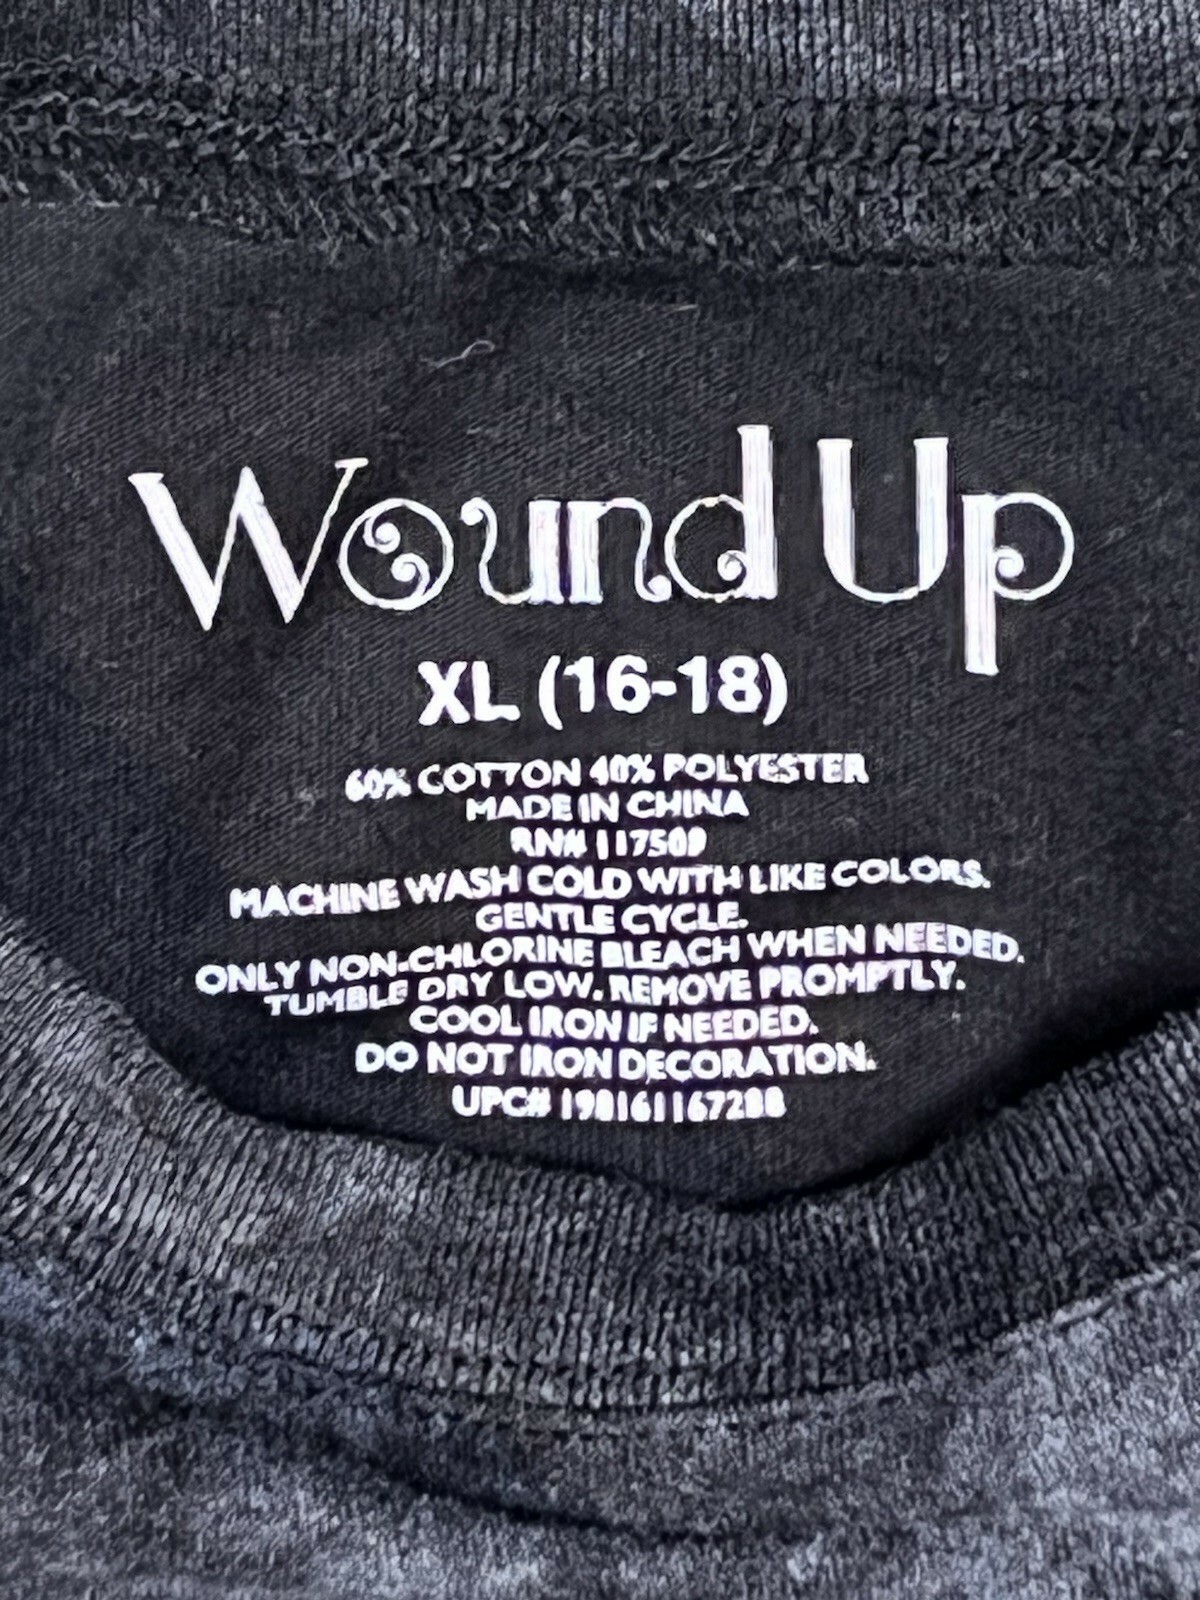 Wound Up
XL (16-18)
60% COTTON 40% POLYESTER
MADE IN CHINA
RN# 117509
MACHINE WASH COLD WITH LIKE COLORS.
GENTLE CYCLE.
ONLY NON-CHLORINE BLEACH WHEN NEEDED.
TUMBLE DRY LOW. REMOVE PROMPTLY.
COOL IRON IF NEEDED.
DO NOT IRON DECORATION.
UPC#